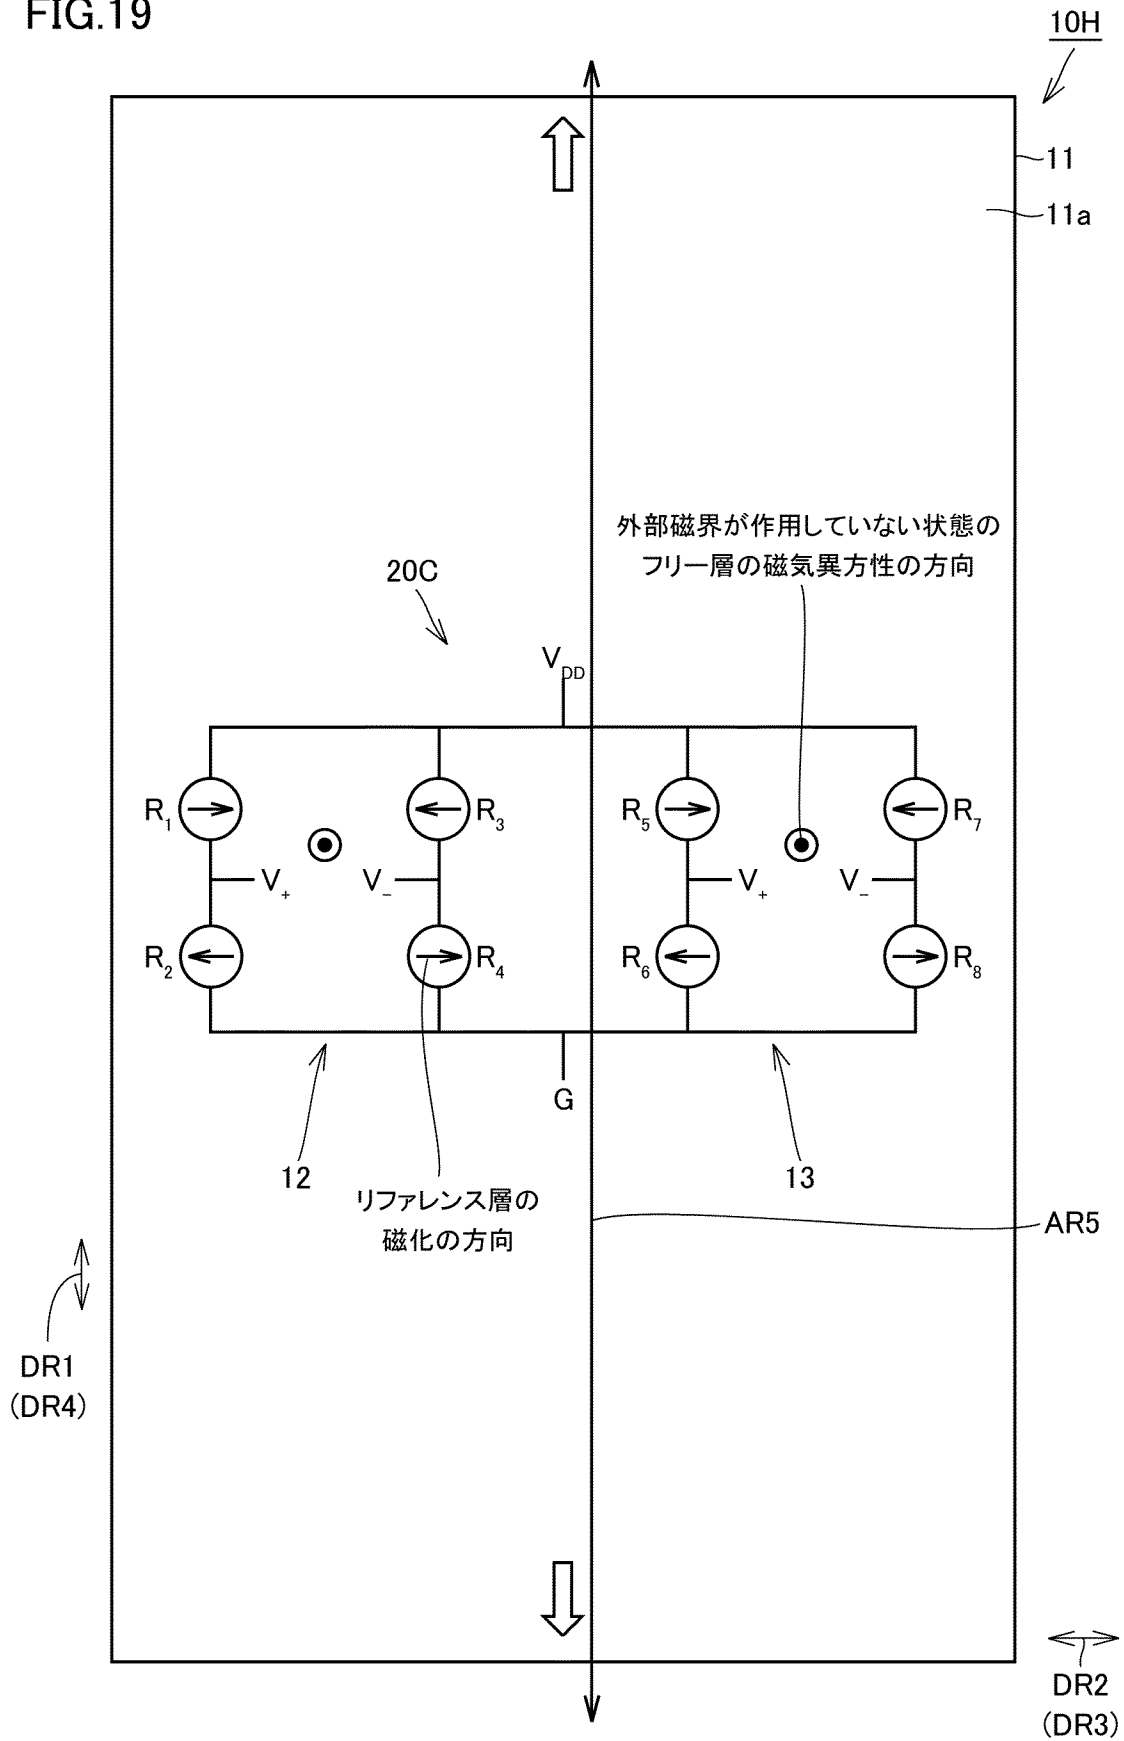 FIG.19
10H
11
11a
外部磁界が作用していない状態の
フリー層の磁気異方性の方向
20C
VDD
R1
R3
R5
R7
V+
V−
V+
V−
R2
R4
R6
R8
G
12
13
リファレンス層の
磁化の方向
AR5
DR1
(DR4)
DR2
(DR3)